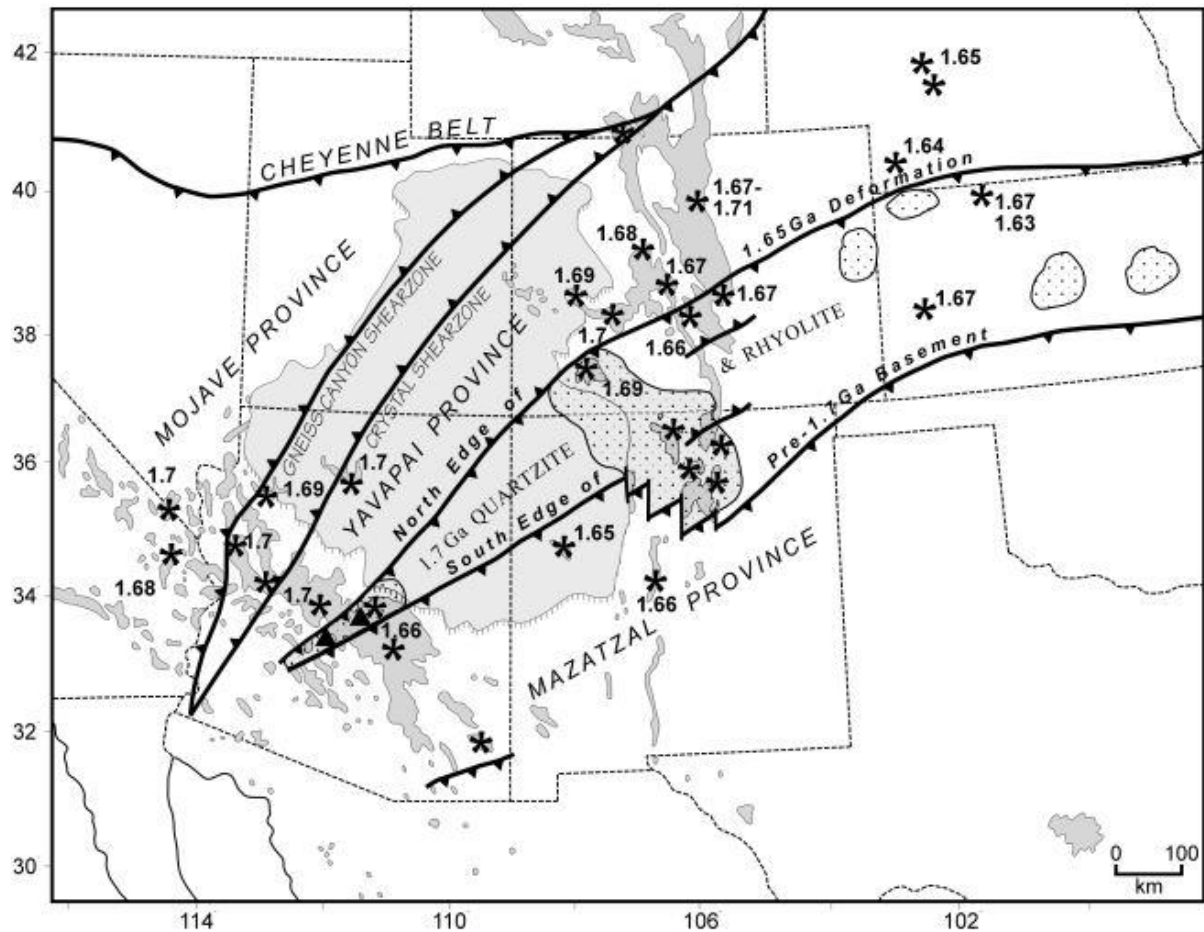 42
40
38
36
34
32
30
114
110
106
102
CHEYENNE BELT
MOJAVE PROVINCE
GNEISS CANYON SHEARZONE
CRYSTAL SHEARZONE
YAVAPAI PROVINCE
North Edge of
1.65Ga Deformation
1.7 Ga QUARTZITE
& RHYOLITE
South Edge of
Pre-1.7Ga Basement
MAZATZAL PROVINCE
1.65
1.64
1.67
1.63
1.67-
1.71
1.68
1.69
1.67
1.67
1.7
1.66
1.69
1.67
1.7
1.69
1.7
1.7
1.68
1.7
1.65
1.66
1.66
0 100
km